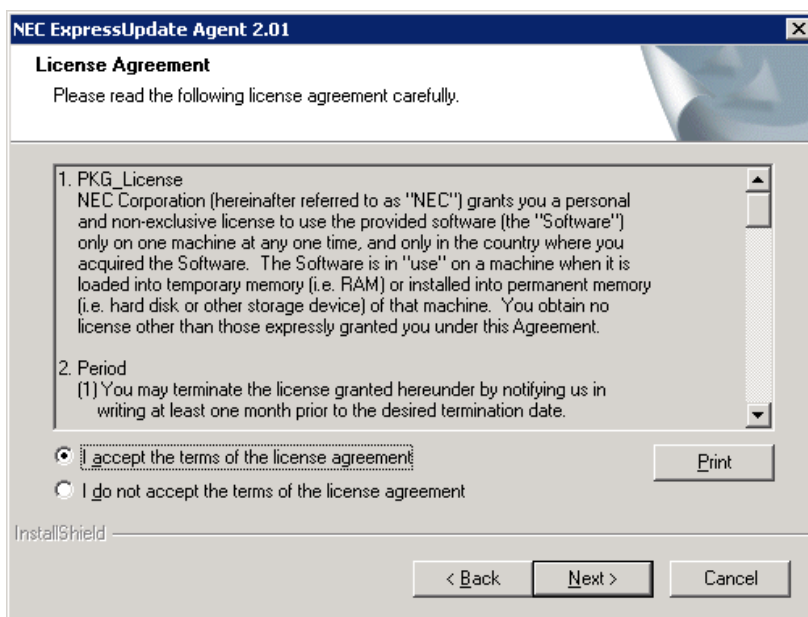 NEC ExpressUpdate Agent 2.01
License Agreement
Please read the following license agreement carefully.
1. PKG_License
NEC Corporation (hereinafter referred to as "NEC") grants you a personal
and non-exclusive license to use the provided software (the "Software")
only on one machine at any one time, and only in the country where you
acquired the Software.  The Software is in "use" on a machine when it is
loaded into temporary memory (i.e. RAM) or installed into permanent memory
(i.e. hard disk or other storage device) of that machine.  You obtain no
license other than those expressly granted you under this Agreement.
2. Period
(1) You may terminate the license granted hereunder by notifying us in
writing at least one month prior to the desired termination date.
I accept the terms of the license agreement
Print
I do not accept the terms of the license agreement
InstallShield
< Back
Next >
Cancel